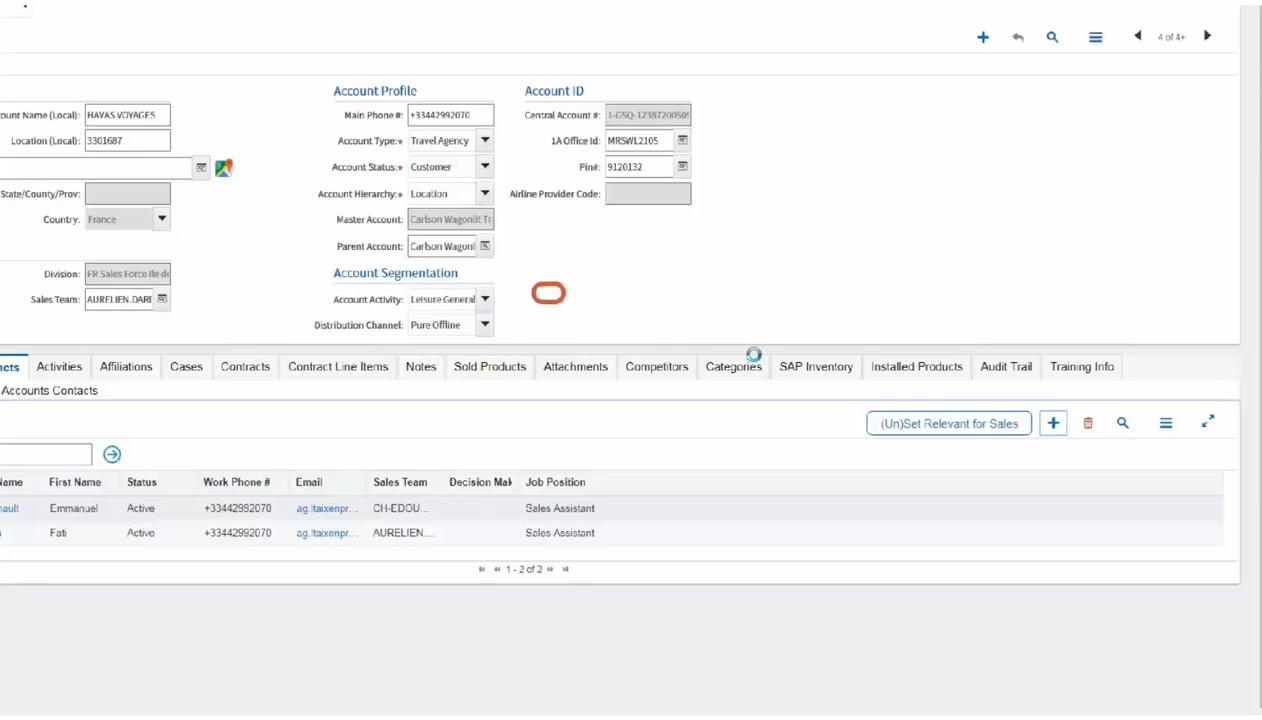 4 of 4+
Account Profile
Account ID
ount Name (Local): HAVAS VOYAGES
Main Phone #: +33442992070
Central Account #:
Location (Local): 3301687
Account Type:* Travel Agency
1A Office Id: MRSWL2105
Account Status:* Customer
Pin#: 9120132
State/County/Prov:
Account Hierarchy:* Location
Airline Provider Code:
Country: France
Master Account: Carlson Wagonlit Tr
Parent Account: Carlson Wagonl
Division: FR Sales Force Ile de
Account Segmentation
Sales Team: AURELIEN.DARD
Account Activity: Leisure General
Distribution Channel: Pure Offline
acts Activities Affiliations Cases Contracts Contract Line Items Notes Sold Products Attachments Competitors Categories SAP Inventory Installed Products Audit Trail Training Info
Accounts Contacts
(Un)Set Relevant for Sales
Name First Name Status Work Phone # Email Sales Team Decision Mak Job Position
nault Emmanuel Active +33442992070 ag.ltaixenpr... CH-EDOU... Sales Assistant
Fati Active +33442992070 ag.ltaixenpr... AURELIEN.... Sales Assistant
1 - 2 of 2